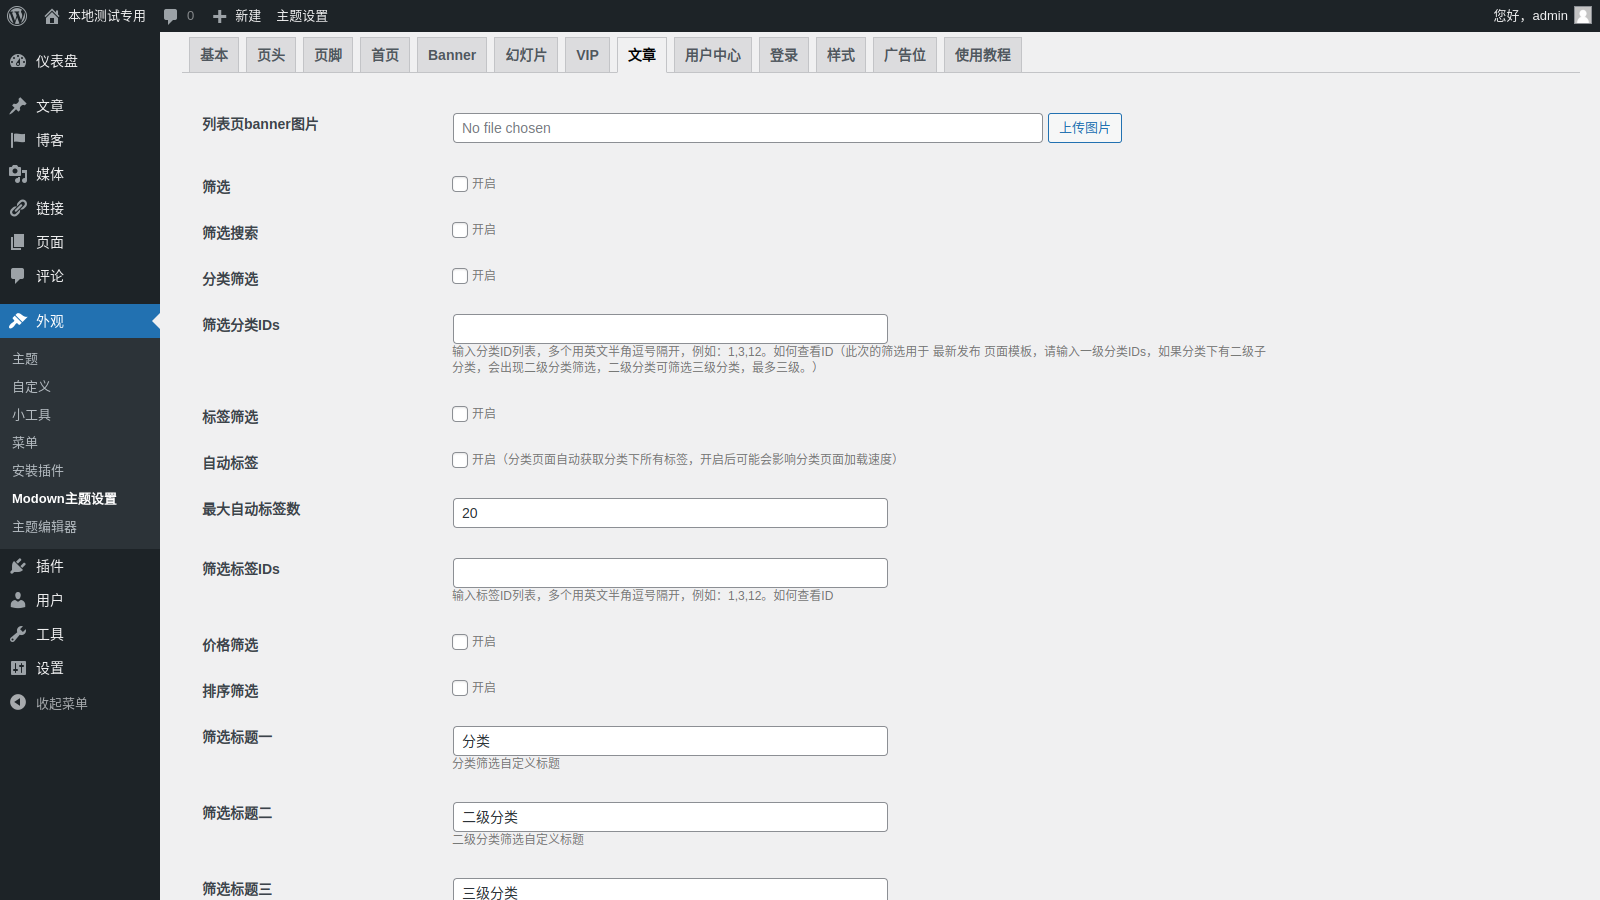 本地测试专用 0 新建 主题设置 您好，admin
仪表盘
文章
博客
媒体
链接
页面
评论
外观
主题
自定义
小工具
菜单
安装插件
Modown主题设置
主题编辑器
插件
用户
工具
设置
收起菜单
基本 页头 页脚 首页 Banner 幻灯片 VIP 文章 用户中心 登录 样式 广告位 使用教程
列表页banner图片 No file chosen 上传图片
筛选 开启
筛选搜索 开启
分类筛选 开启
筛选分类IDs
输入分类ID列表，多个用英文半角逗号隔开，例如：1,3,12。如何查看ID（此次的筛选用于 最新发布 页面模板，请输入一级分类IDs，如果分类下有二级子
分类，会出现二级分类筛选，二级分类可筛选三级分类，最多三级。）
标签筛选 开启
自动标签 开启（分类页面自动获取分类下所有标签，开启后可能会影响分类页面加载速度）
最大自动标签数 20
筛选标签IDs
输入标签ID列表，多个用英文半角逗号隔开，例如：1,3,12。如何查看ID
价格筛选 开启
排序筛选 开启
筛选标题一 分类
分类筛选自定义标题
筛选标题二 二级分类
二级分类筛选自定义标题
筛选标题三 三级分类